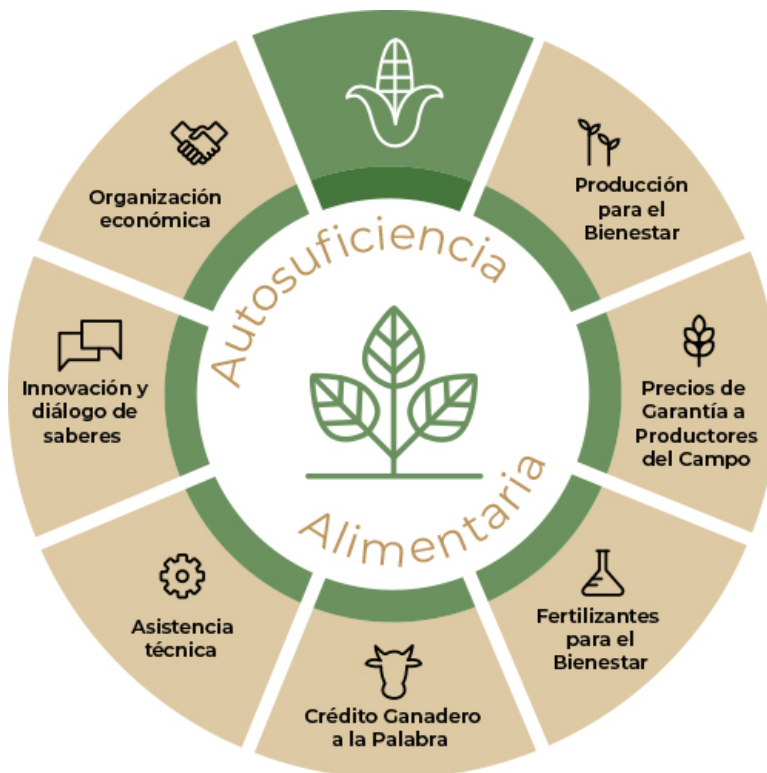 Autosuficiencia
Alimentaria
Producción
para el
Bienestar
Precios de
Garantía a
Productores
del Campo
Fertilizantes
para el
Bienestar
Crédito Ganadero
a la Palabra
Asistencia
técnica
Innovación y
diálogo de
saberes
Organización
económica